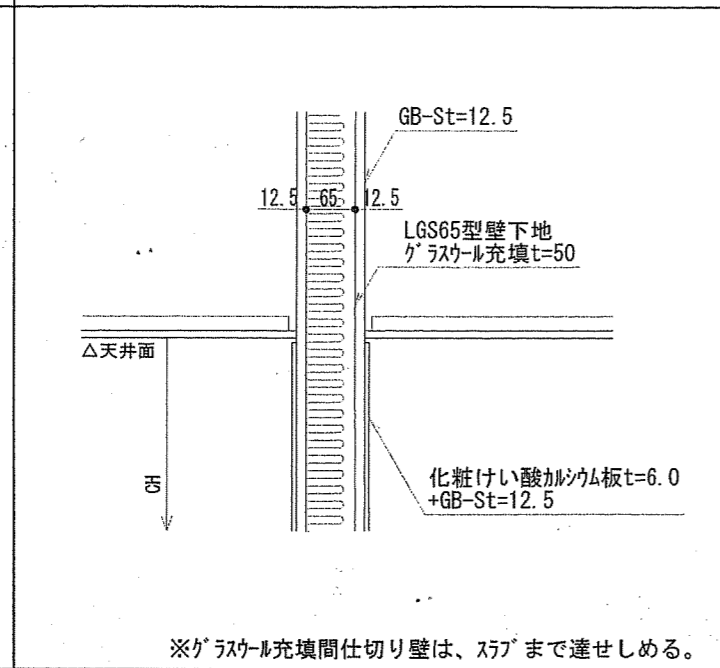 GB-St=12.5
12.5 65 12.5
LGS65型壁下地
グラスウール充填t=50
△天井面
CH
化粧けい酸カルシウム板t=6.0
+GB-St=12.5
※グラスウール充填間仕切り壁は、スラブまで達せしめる。